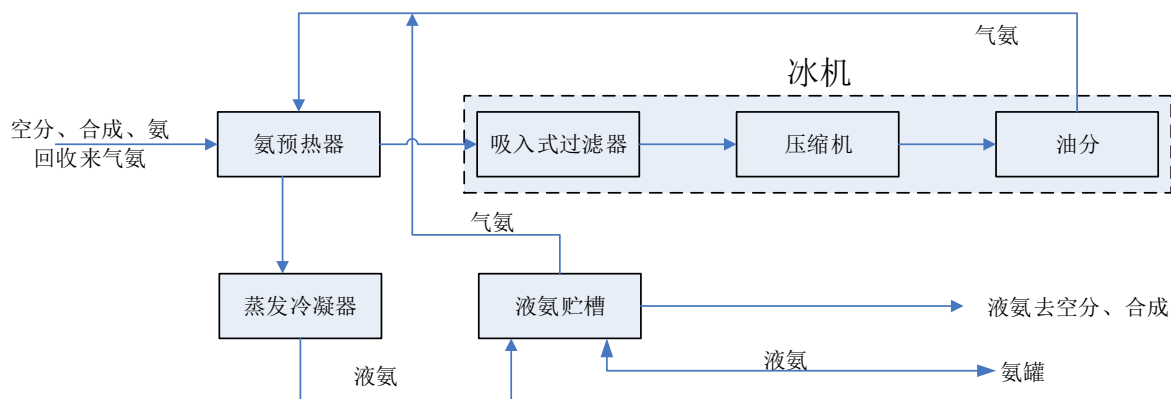 气氨
冰机
空分、合成、氨
回收来气氨
氨预热器
吸入式过滤器
压缩机
油分
气氨
蒸发冷凝器
液氨贮槽
液氨去空分、合成
液氨
液氨
氨罐